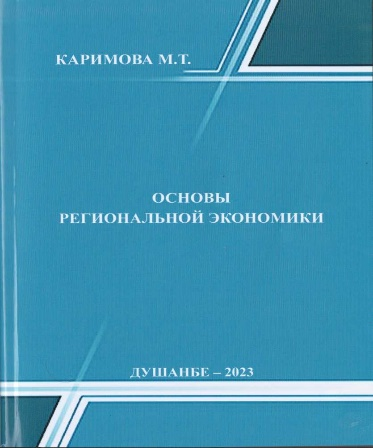 КАРИМОВА М.Т.
ОСНОВЫ
РЕГИОНАЛЬНОЙ ЭКОНОМИКИ
ДУШАНБЕ – 2023